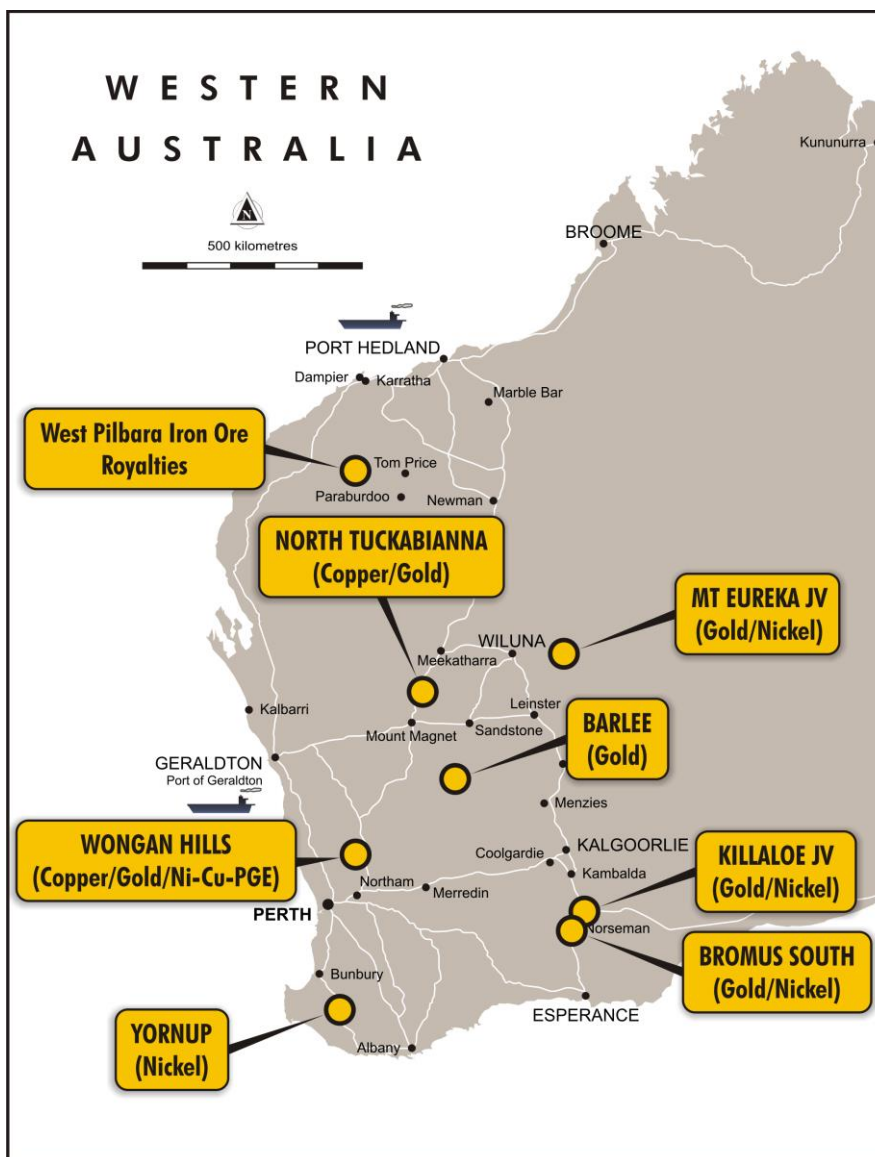 WESTERN
AUSTRALIA
N
500 kilometres
Kununurra
BROOME
PORT HEDLAND
Dampier
Karratha
Marble Bar
West Pilbara Iron Ore
Royalties
Tom Price
Paraburdoo
Newman
NORTH TUCKABIANNA
(Copper/Gold)
MT EUREKA JV
(Gold/Nickel)
WILUNA
Meekatharra
Kalbarri
Leinster
Mount Magnet
Sandstone
BARLEE
(Gold)
GERALDTON
Port of Geraldton
Menzies
WONGAN HILLS
(Copper/Gold/Ni-Cu-PGE)
KALGOORLIE
Coolgardie
Kambalda
KILLALOE JV
(Gold/Nickel)
Northam
Merredin
PERTH
Norseman
BROMUS SOUTH
(Gold/Nickel)
Bunbury
ESPERANCE
YORNUP
(Nickel)
Albany